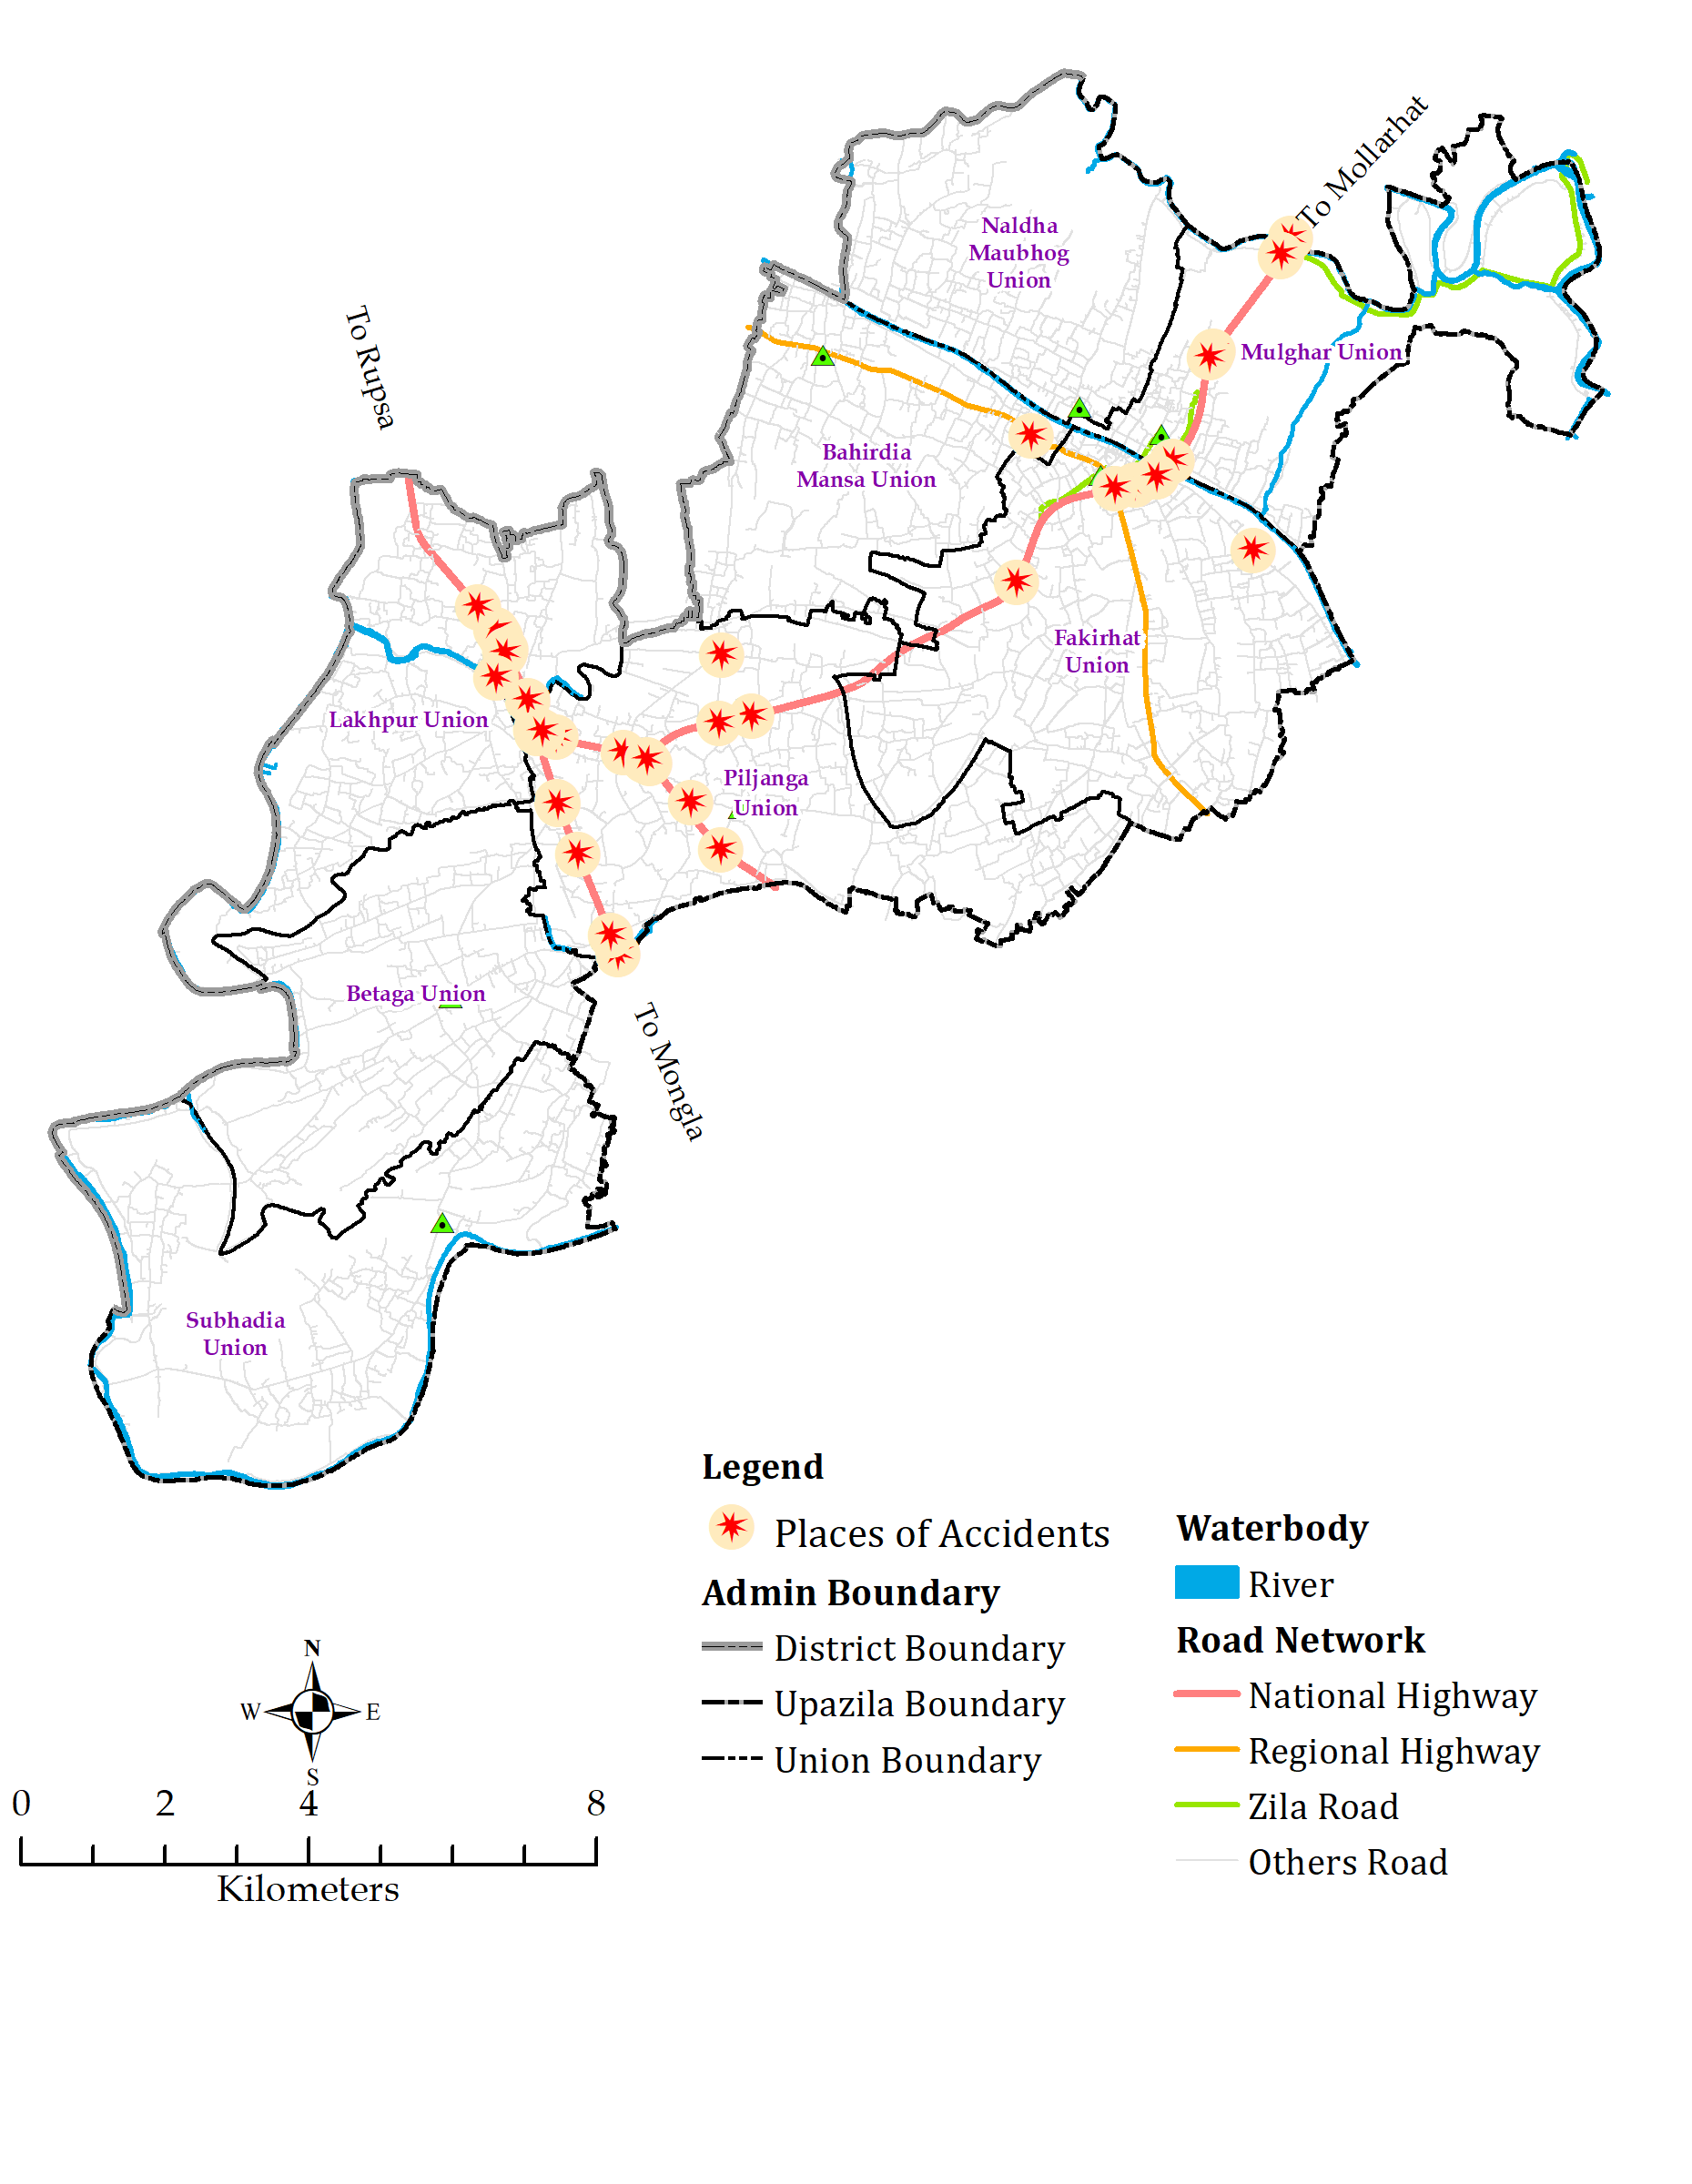 To Mollarhat
Naldha
Maubhog
Union
To Rupsa
Mulghar Union
Bahirdia
Mansa Union
Fakirhat
Union
Lakhpur Union
Piljanga
Union
Betaga Union
To Mongla
Subhadia
Union
Legend
Places of Accidents
Admin Boundary
District Boundary
Upazila Boundary
Union Boundary
Waterbody
River
Road Network
National Highway
Regional Highway
Zila Road
Others Road
N
W E
S
0 2 4 8
Kilometers